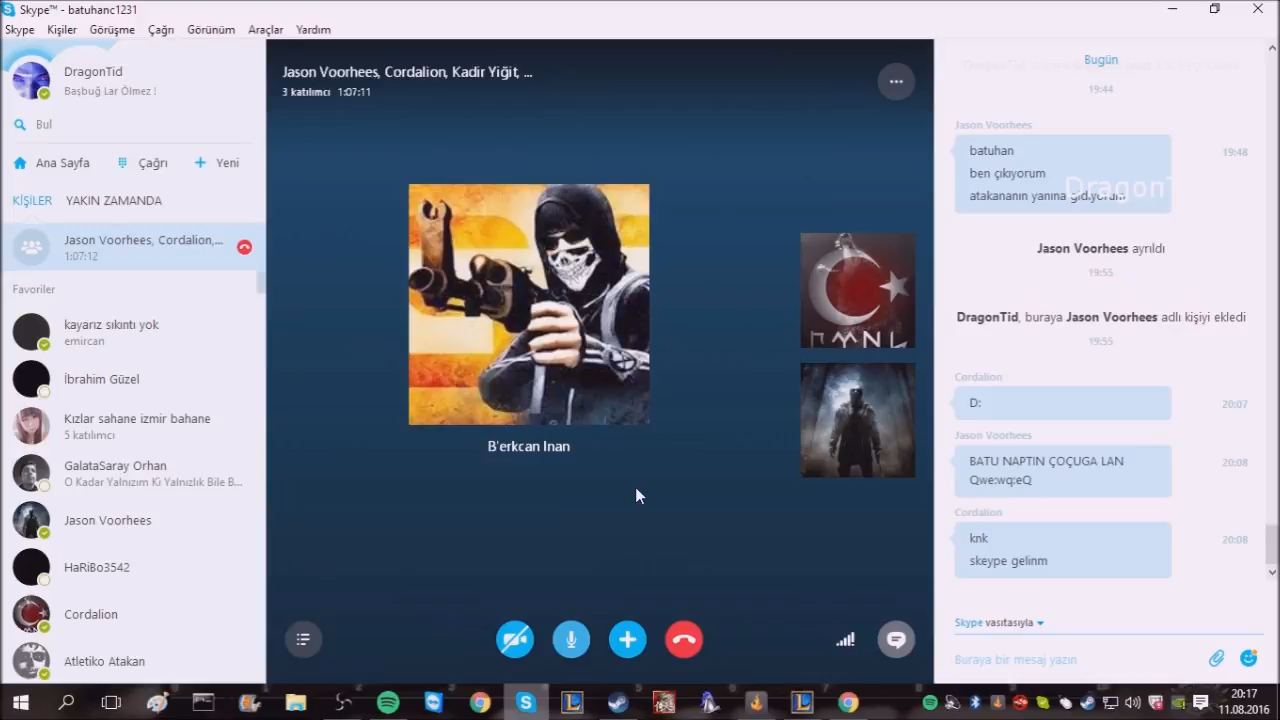 Skype™ - batuhanc1231
Skype Kişiler Görüşme Çağrı Görünüm Araçlar Yardım
DragonTid
Başbuğ Lar Ölmez !
Bul
Ana Sayfa Çağrı Yeni
KİŞİLER YAKIN ZAMANDA
Jason Voorhees, Cordalion,...
1:07:12
Favoriler
kayarız sıkıntı yok
emircan
İbrahim Güzel
Kızlar sahane izmir bahane
5 katılımcı
GalataSaray Orhan
O Kadar Yalnızım Ki Yalnızlık Bile B...
Jason Voorhees
HaRiBo3542
Cordalion
Atletiko Atakan
Jason Voorhees, Cordalion, Kadir Yiğit, ...
3 katılımcı 1:07:11
B'erkcan Inan
Bugün
19:44
Jason Voorhees
batuhan 19:48
ben çıkıyorum
atakananın yanına gidiyorum
DragonT
Jason Voorhees ayrıldı
19:55
DragonTid, buraya Jason Voorhees adlı kişiyi ekledi
19:55
Cordalion
D: 20:07
Jason Voorhees
BATU NAPTIN ÇOÇUGA LAN 20:08
Qwe:wq:eQ
Cordalion
knk 20:08
skeype gelinm
Skype vasıtasıyla
Buraya bir mesaj yazın
20:17
11.08.2016